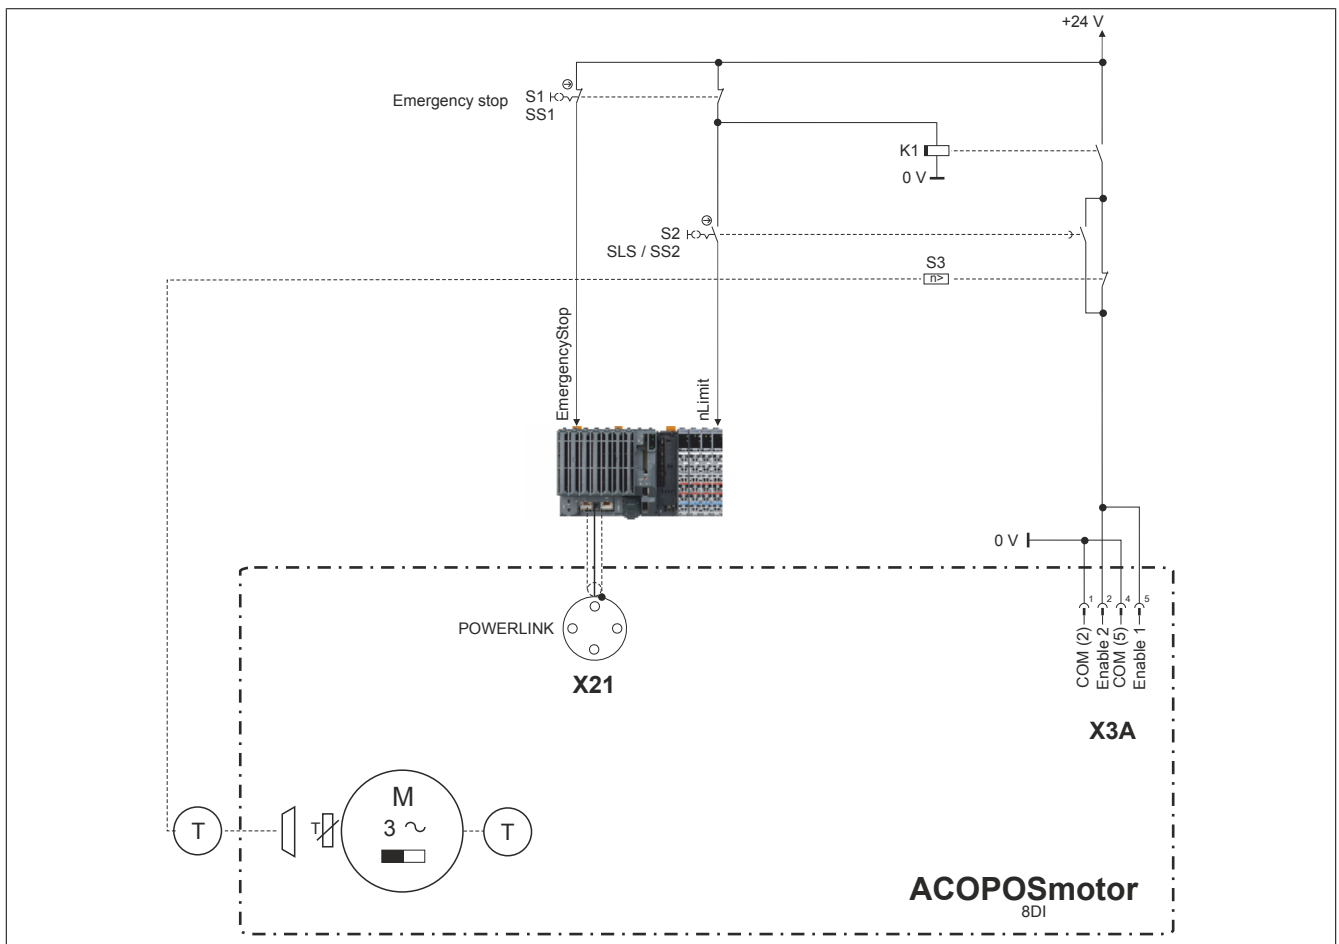 +24 V
Emergency stop
S1
SS1
K1
0 V
S2
SLS / SS2
S3
n>
EmergencyStop
nLimit
0 V
1
2
4
5
COM (2)
Enable 2
COM (5)
Enable 1
POWERLINK
X21
X3A
T
T
M
3
T
ACOPOSmotor
8DI